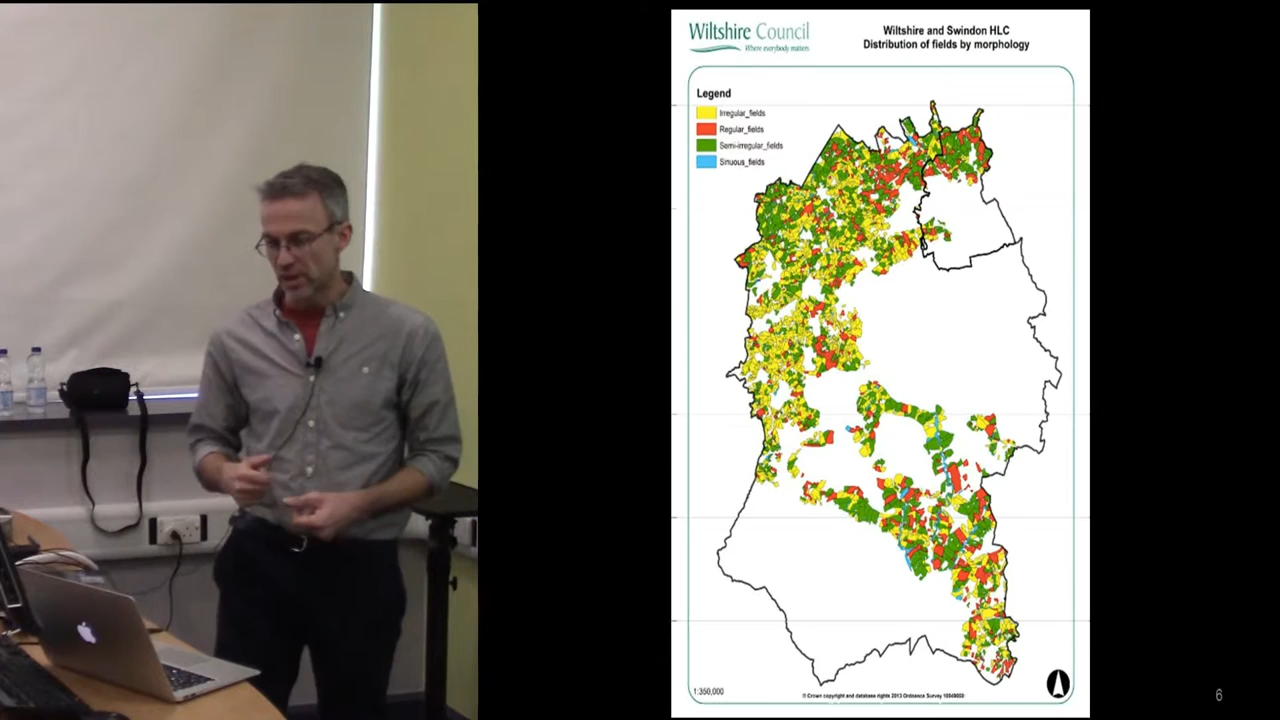 Wiltshire Council
Where everybody matters
Wiltshire and Swindon HLC
Distribution of fields by morphology
Legend
Irregular_fields
Regular_fields
Semi-irregular_fields
Sinuous_fields
1:350,000
© Crown copyright and database rights 2013 Ordnance Survey
6